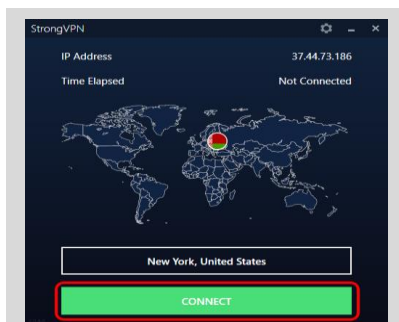 StrongVPN
IP Address 37.44.73.186
Time Elapsed Not Connected
New York, United States
CONNECT